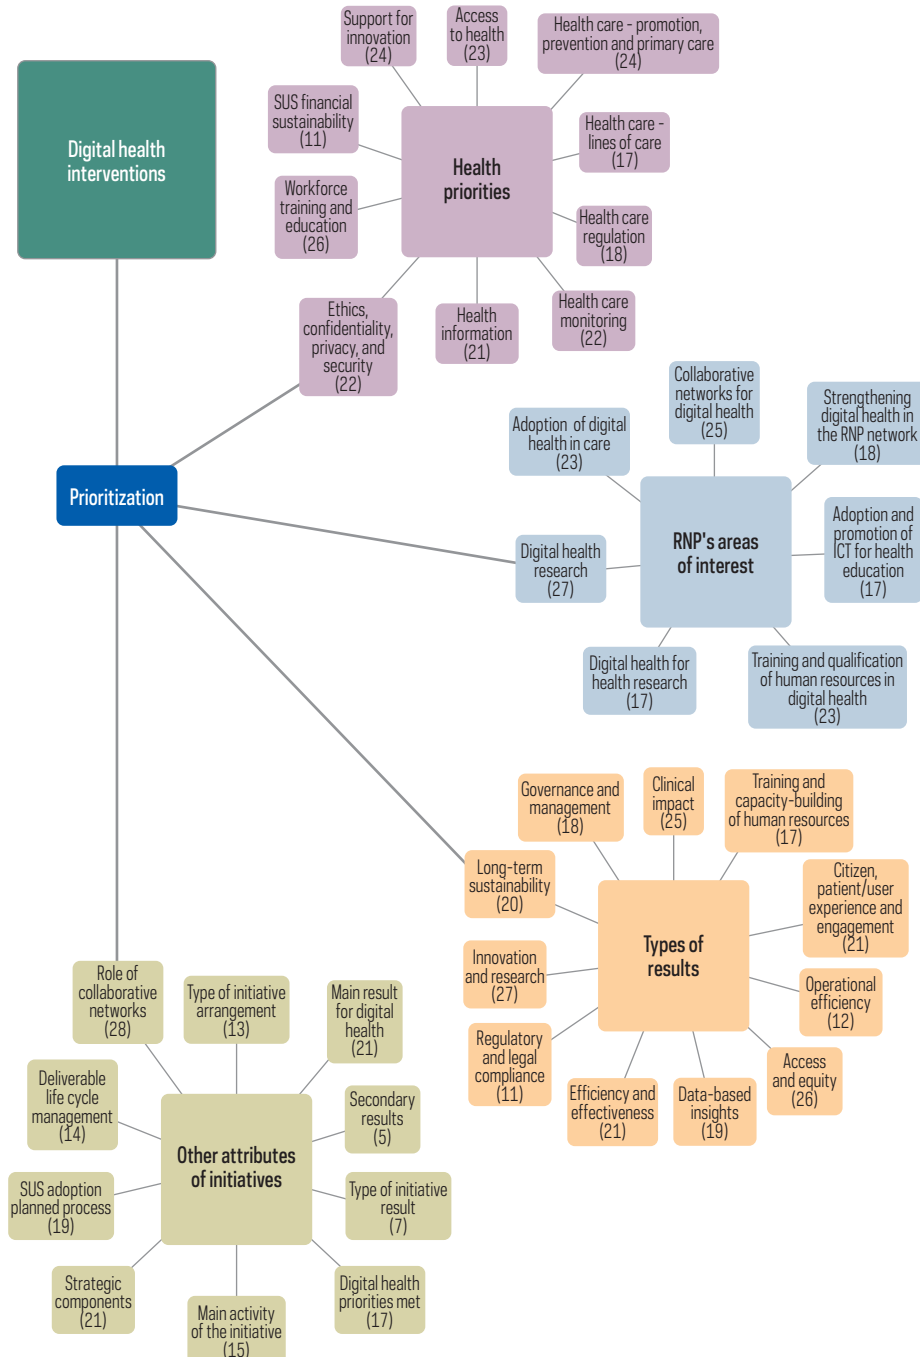 Digital health
interventions
Support for
innovation
(24)
Access
to health
(23)
Health care - promotion,
prevention and primary care
(24)
SUS financial
sustainability
(11)
Health
priorities
Health care -
lines of care
(17)
Workforce
training and
education
(26)
Health care
regulation
(18)
Ethics,
confidentiality,
privacy, and
security
(22)
Health
information
(21)
Health care
monitoring
(22)
Prioritization
Collaborative
networks for
digital health
(25)
Strengthening
digital health in
the RNP network
(18)
Adoption of digital
health in care
(23)
RNP's areas
of interest
Adoption and
promotion of
ICT for health
education
(17)
Digital health
research
(27)
Digital health for
health research
(17)
Training and qualification
of human resources in
digital health
(23)
Governance and
management
(18)
Clinical
impact
(25)
Training and
capacity-building
of human resources
(17)
Long-term
sustainability
(20)
Types of
results
Citizen,
patient/user
experience and
engagement
(21)
Innovation
and research
(27)
Operational
efficiency
(12)
Regulatory
and legal
compliance
(11)
Efficiency and
effectiveness
(21)
Data-based
insights
(19)
Access
and equity
(26)
Role of
collaborative
networks
(28)
Type of initiative
arrangement
(13)
Main result
for digital
health
(21)
Deliverable
life cycle
management
(14)
Other attributes
of initiatives
Secondary
results
(5)
SUS adoption
planned process
(19)
Type of initiative
result
(7)
Strategic
components
(21)
Main activity
of the initiative
(15)
Digital health
priorities met
(17)